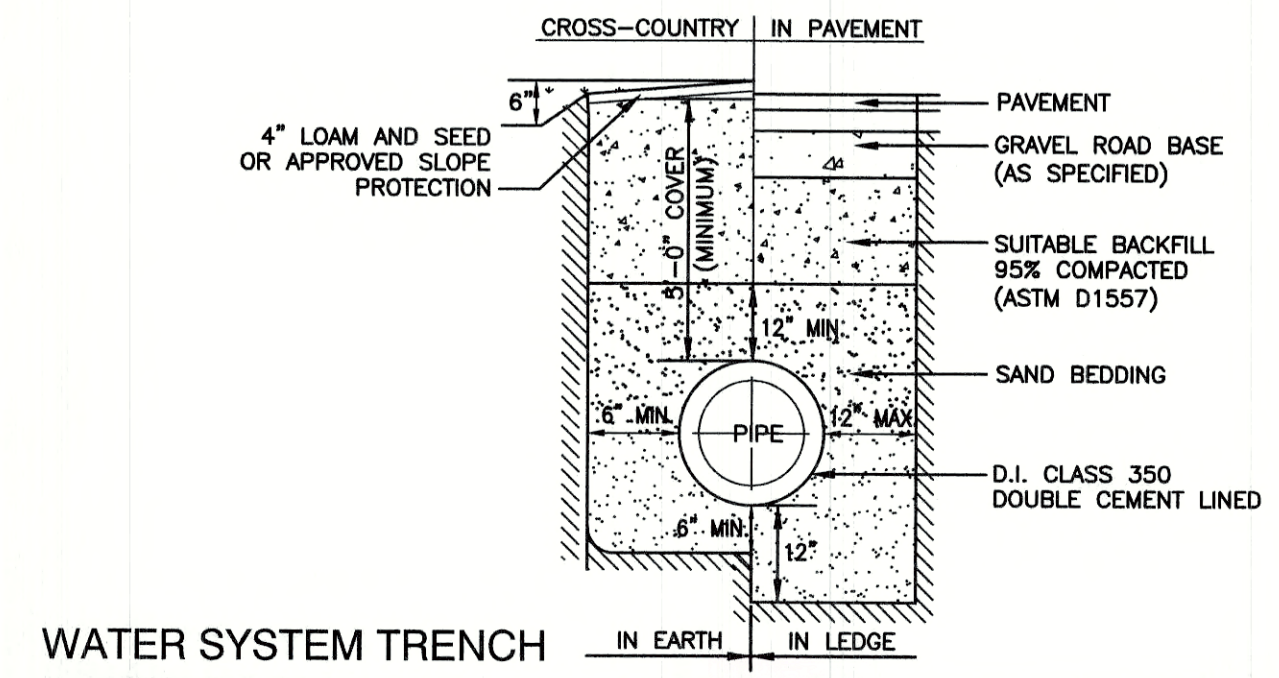 CROSS-COUNTRY
IN PAVEMENT
6"
4" LOAM AND SEED
OR APPROVED SLOPE
PROTECTION
5'-0" COVER
(MINIMUM)
PAVEMENT
GRAVEL ROAD BASE
(AS SPECIFIED)
SUITABLE BACKFILL
95% COMPACTED
(ASTM D1557)
12" MIN.
SAND BEDDING
6" MIN.
PIPE
12" MAX
D.I. CLASS 350
DOUBLE CEMENT LINED
6" MIN.
12"
WATER SYSTEM TRENCH
IN EARTH
IN LEDGE